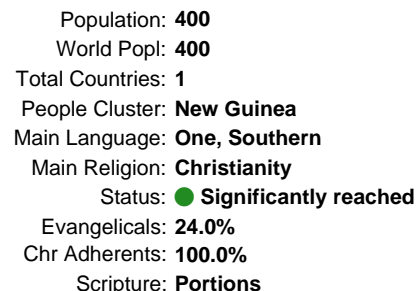 Population: 400
World Popl: 400
Total Countries: 1
People Cluster: New Guinea
Main Language: One, Southern
Main Religion: Christianity
Status: Significantly reached
Evangelicals: 24.0%
Chr Adherents: 100.0%
Scripture: Portions